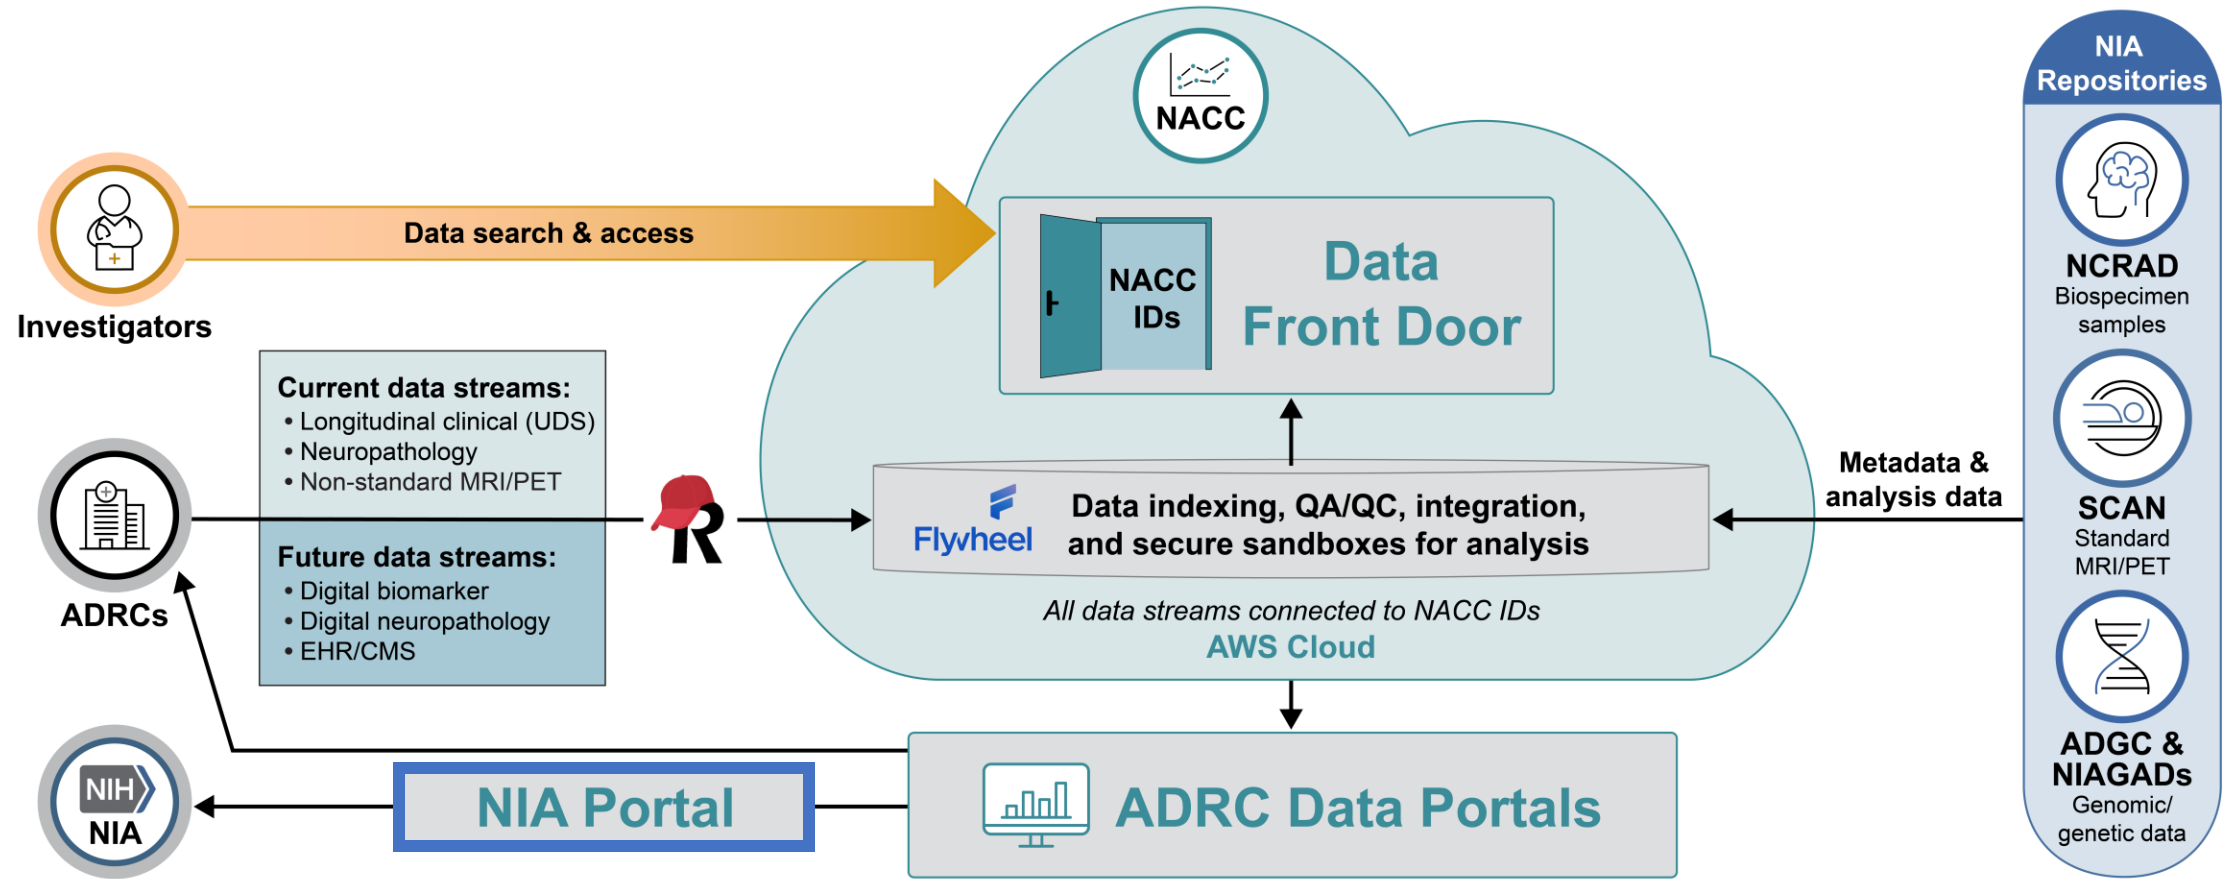 NACC
NIA
Repositories
NCRAD
Biospecimen
samples
SCAN
Standard
MRI/PET
ADGC &
NIAGADs
Genomic/
genetic data
Investigators
Data search & access
NACC
IDs
Data
Front Door
ADRCs
Current data streams:
• Longitudinal clinical (UDS)
• Neuropathology
• Non-standard MRI/PET
Future data streams:
• Digital biomarker
• Digital neuropathology
• EHR/CMS
R
Flywheel
Data indexing, QA/QC, integration,
and secure sandboxes for analysis
All data streams connected to NACC IDs
AWS Cloud
Metadata &
analysis data
NIH
NIA
NIA Portal
ADRC Data Portals